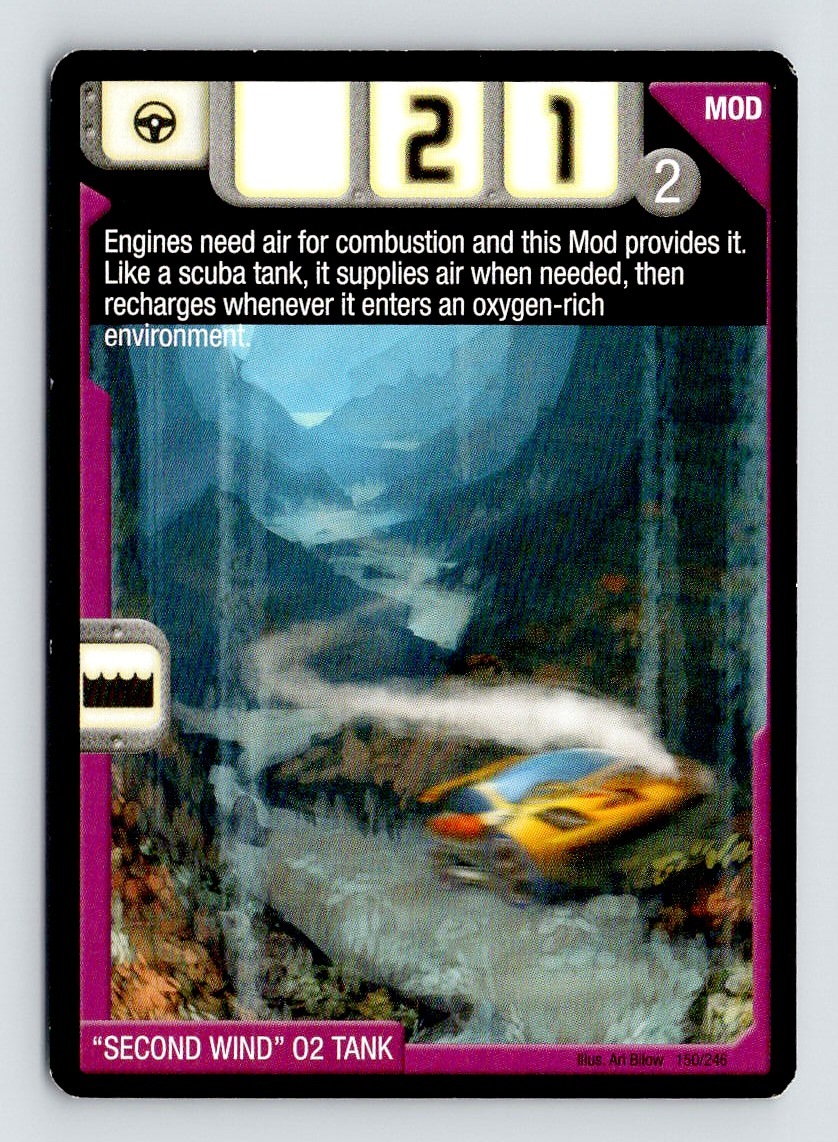 2 1
MOD
2
Engines need air for combustion and this Mod provides it.
Like a scuba tank, it supplies air when needed, then
recharges whenever it enters an oxygen-rich
environment.
“SECOND WIND” O2 TANK
Illus. Ari Bilow 150/246